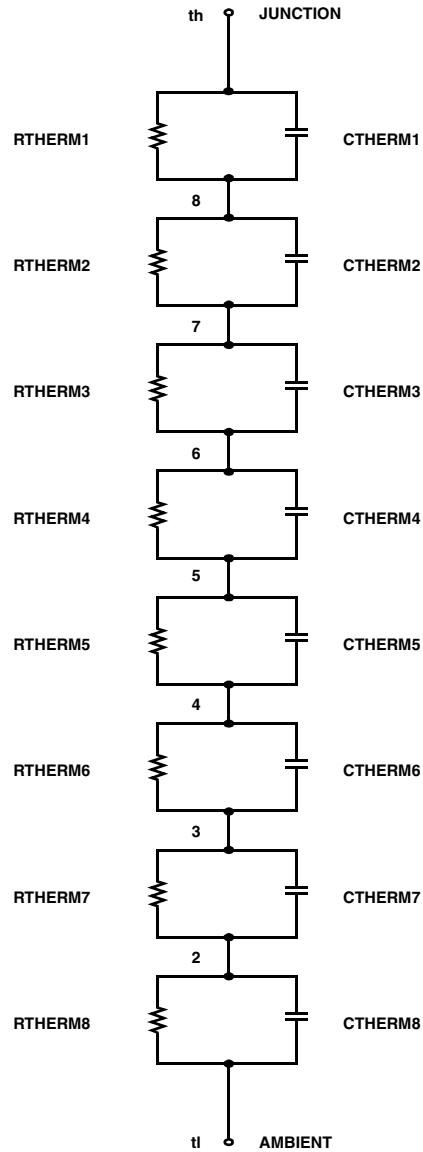 th JUNCTION
RTHERM1 CTHERM1
8
RTHERM2 CTHERM2
7
RTHERM3 CTHERM3
6
RTHERM4 CTHERM4
5
RTHERM5 CTHERM5
4
RTHERM6 CTHERM6
3
RTHERM7 CTHERM7
2
RTHERM8 CTHERM8
tl AMBIENT